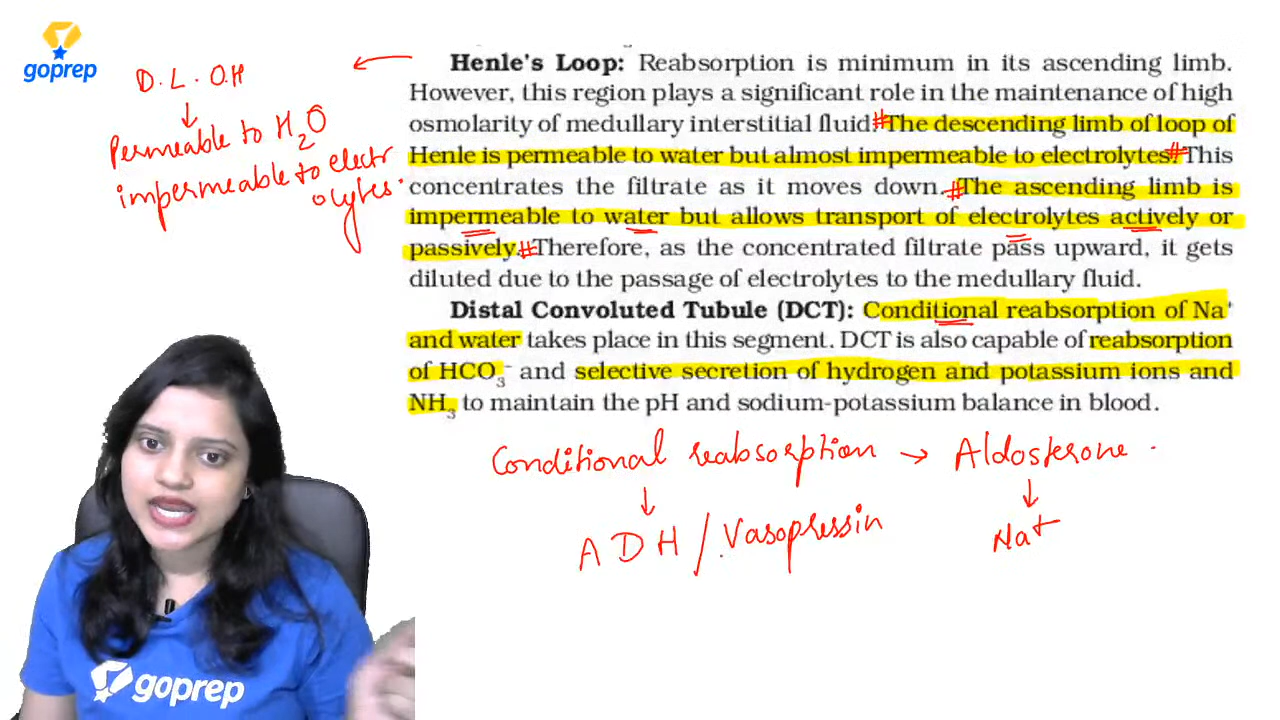 goprep
D.L.O.H
↓
Permeable to H₂O
impermeable to electr
olytes.
Henle's Loop: Reabsorption is minimum in its ascending limb.
However, this region plays a significant role in the maintenance of high
osmolarity of medullary interstitial fluid.#The descending limb of loop of
Henle is permeable to water but almost impermeable to electrolytes.#This
concentrates the filtrate as it moves down.#The ascending limb is
impermeable to water but allows transport of electrolytes actively or
passively.#Therefore, as the concentrated filtrate pass upward, it gets
diluted due to the passage of electrolytes to the medullary fluid.
Distal Convoluted Tubule (DCT): Conditional reabsorption of Na⁺
and water takes place in this segment. DCT is also capable of reabsorption
of HCO₃⁻ and selective secretion of hydrogen and potassium ions and
NH₃ to maintain the pH and sodium-potassium balance in blood.
Conditional reabsorption → Aldosterone
↓ ↓
ADH/Vasopressin Na⁺
goprep